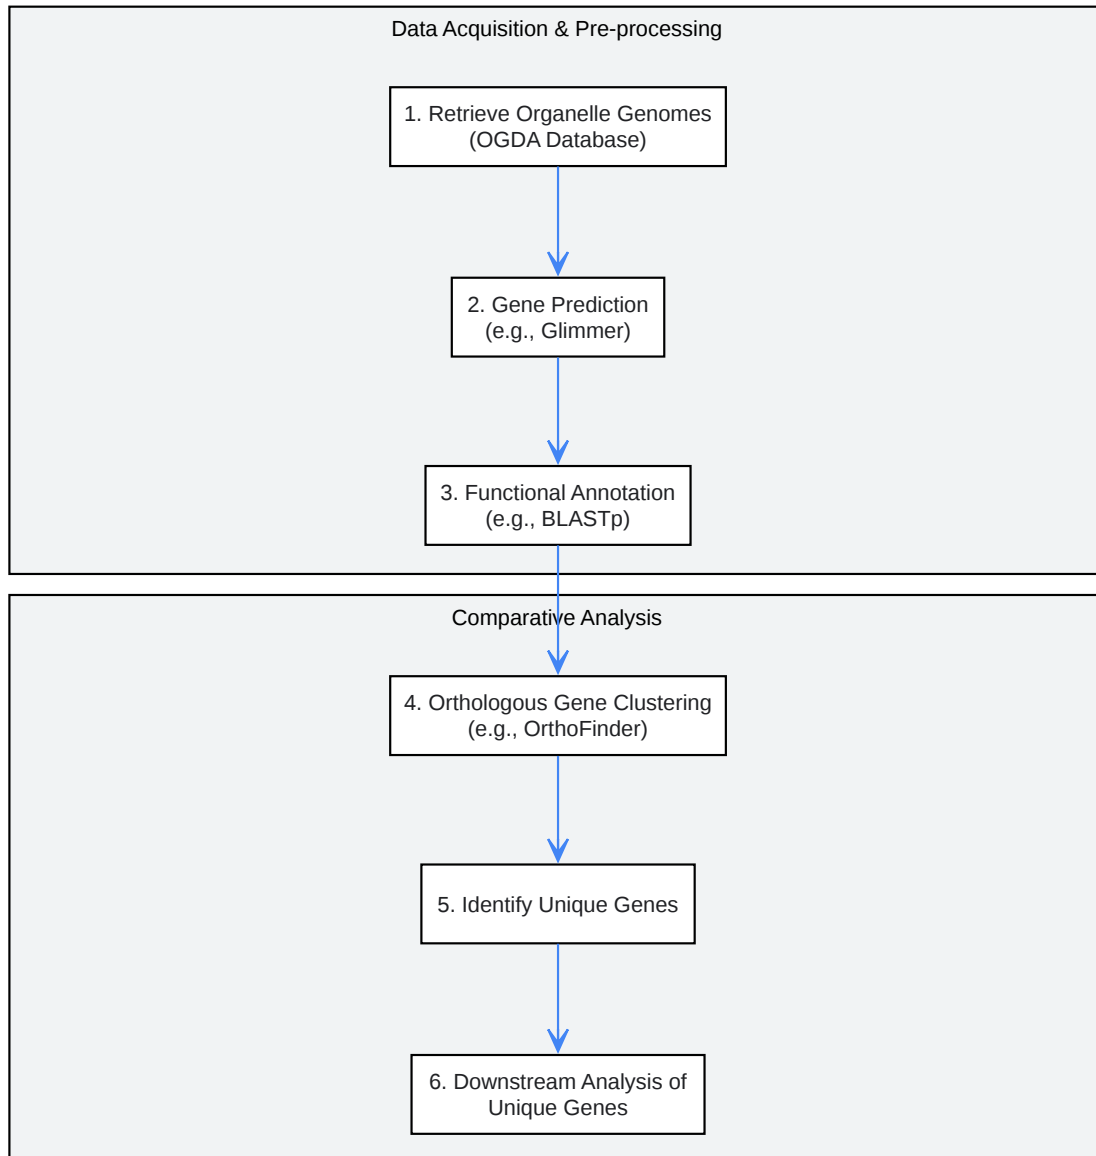 Data Acquisition & Pre-processing
1. Retrieve Organelle Genomes
(OGDA Database)
2. Gene Prediction
(e.g., Glimmer)
3. Functional Annotation
(e.g., BLASTp)
Comparative Analysis
4. Orthologous Gene Clustering
(e.g., OrthoFinder)
5. Identify Unique Genes
6. Downstream Analysis of
Unique Genes